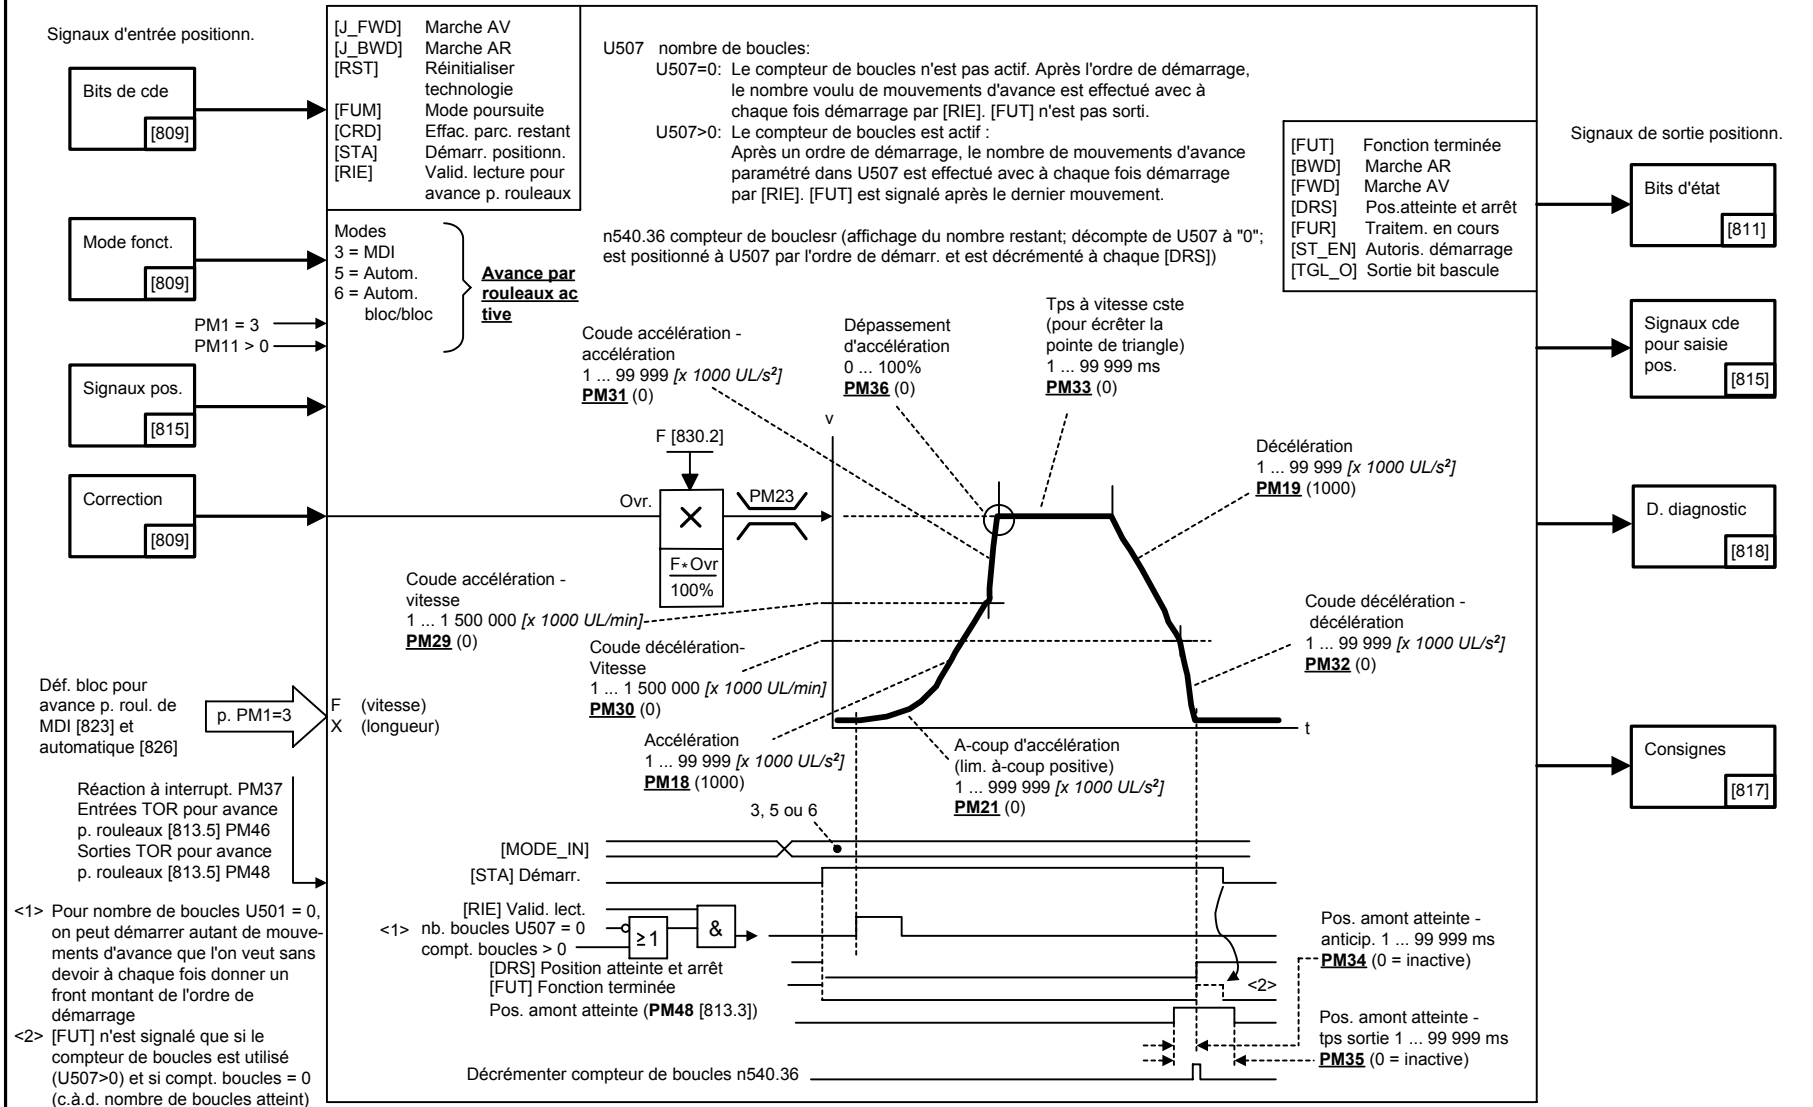 Signaux d'entrée positionn.
Bits de cde
[809]
Mode fonct.
[809]
PM1 = 3
PM11 > 0
Signaux pos.
[815]
Correction
[809]
Déf. bloc pour
avance p. roul. de
MDI [823] et
automatique [826]
p. PM1=3
F (vitesse)
X (longueur)
Réaction à interrupt. PM37
Entrées TOR pour avance
p. rouleaux [813.5] PM46
Sorties TOR pour avance
p. rouleaux [813.5] PM48
<1> Pour nombre de boucles U501 = 0,
on peut démarrer autant de mouve-
ments d'avance que l'on veut sans
devoir à chaque fois donner un
front montant de l'ordre de
démarrage
<2> [FUT] n'est signalé que si le
compteur de boucles est utilisé
(U507>0) et si compt. boucles = 0
(c.à.d. nombre de boucles atteint)
[J_FWD] Marche AV
[J_BWD] Marche AR
[RST] Réinitialiser
technologie
[FUM] Mode poursuite
[CRD] Effac. parc. restant
[STA] Démarr. positionn.
[RIE] Valid. lecture pour
avance p. rouleaux
Modes
3 = MDI
5 = Autom.
6 = Autom.
bloc/bloc
Avance par
rouleaux ac
tive
U507 nombre de boucles:
U507=0: Le compteur de boucles n'est pas actif. Après l'ordre de démarrage,
le nombre voulu de mouvements d'avance est effectué avec à
chaque fois démarrage par [RIE]. [FUT] n'est pas sorti.
U507>0: Le compteur de boucles est actif :
Après un ordre de démarrage, le nombre de mouvements d'avance
paramétré dans U507 est effectué avec à chaque fois démarrage
par [RIE]. [FUT] est signalé après le dernier mouvement.
n540.36 compteur de bouclesr (affichage du nombre restant; décompte de U507 à "0";
est positionné à U507 par l'ordre de démarr. et est décrémenté à chaque [DRS])
Coude accélération -
accélération
1 ... 99 999 [x 1000 UL/s²]
PM31 (0)
Dépassement
d'accélération
0 ... 100%
PM36 (0)
Tps à vitesse cste
(pour écrêter la
pointe de triangle)
1 ... 99 999 ms
PM33 (0)
Décélération
1 ... 99 999 [x 1000 UL/s²]
PM19 (1000)
F [830.2]
Ovr.
×
F*Ovr
100%
PM23
v
t
Coude accélération -
vitesse
1 ... 1 500 000 [x 1000 UL/min]
PM29 (0)
Coude décélération-
Vitesse
1 ... 1 500 000 [x 1000 UL/min]
PM30 (0)
Accélération
1 ... 99 999 [x 1000 UL/s²]
PM18 (1000)
A-coup d'accélération
(lim. à-coup positive)
1 ... 999 999 [x 1000 UL/s²]
PM21 (0)
Coude décélération -
décélération
1 ... 99 999 [x 1000 UL/s²]
PM32 (0)
3, 5 ou 6
[MODE_IN]
[STA] Démarr.
[RIE] Valid. lect.
<1> nb. boucles U507 = 0
compt. boucles > 0
≥1
&
[DRS] Position atteinte et arrêt
[FUT] Fonction terminée
<2>
Pos. amont atteinte (PM48 [813.3])
Décrémenter compteur de boucles n540.36
Pos. amont atteinte -
anticip. 1 ... 99 999 ms
PM34 (0 = inactive)
Pos. amont atteinte -
tps sortie 1 ... 99 999 ms
PM35 (0 = inactive)
[FUT] Fonction terminée
[BWD] Marche AR
[FWD] Marche AV
[DRS] Pos.atteinte et arrêt
[FUR] Traitem. en cours
[ST_EN] Autoris. démarrage
[TGL_O] Sortie bit bascule
Signaux de sortie positionn.
Bits d'état
[811]
Signaux cde
pour saisie
pos.
[815]
D. diagnostic
[818]
Consignes
[817]